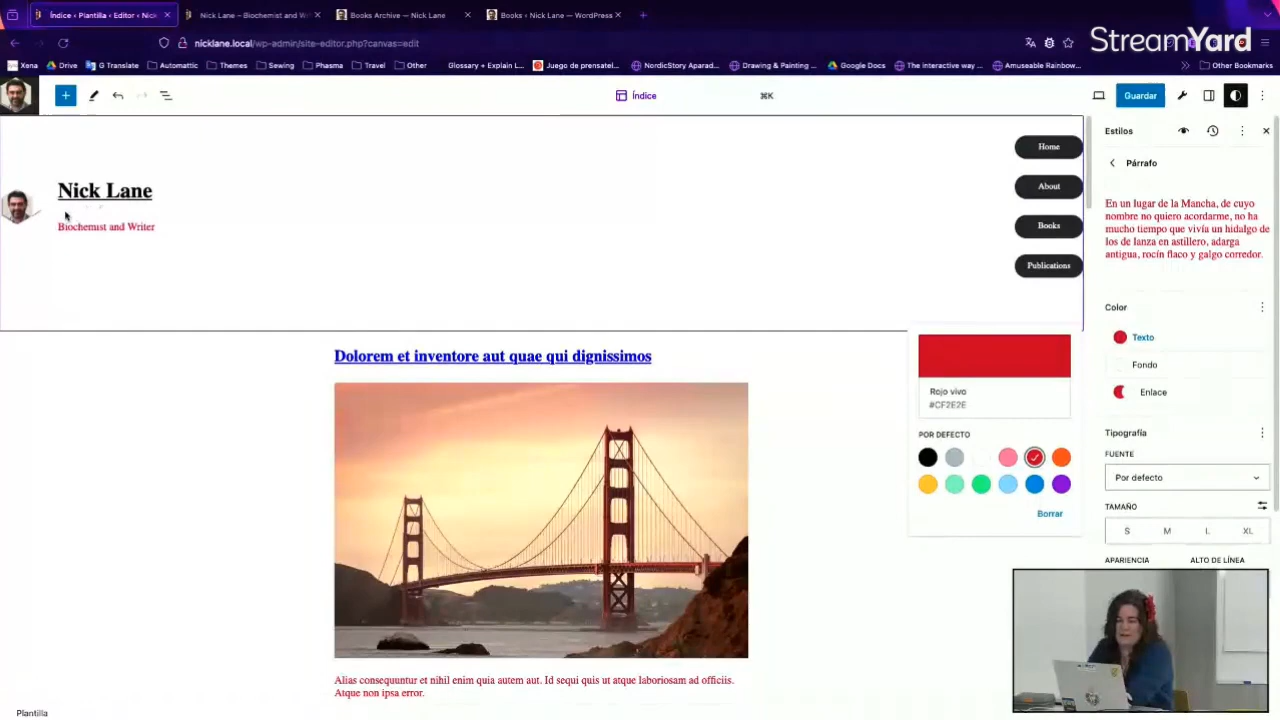 Índice ‹ Plantilla ‹ Editor ‹ Nick
Nick Lane – Biochemist and W
Books Archive — Nick Lane
Books ‹ Nick Lane — WordPress
StreamYard
nicklane.local/wp-admin/site-editor.php?canvas=edit
Xena
Drive
G Translate
Automattic
Themes
Sewing
Pasma
Travel
Other
Glossary + Explain L...
Juego de prensatel...
NordicStory Aparad...
Drawing & Painting ...
Google Docs
The interactive way ...
Amuseable Rainbow...
Other Bookmarks
Índice
⌘K
Guardar
Estilos
Párrafo
En un lugar de la Mancha, de cuyo
nombre no quiero acordarme, no ha
mucho tiempo que vivía un hidalgo de
los de lanza en astillero, adarga
antigua, rocín flaco y galgo corredor.
Nick Lane
Biochemist and Writer
Home
About
Books
Publications
Color
Texto
Fondo
Enlace
Dolorem et inventore aut quae qui dignissimos
Rojo vivo
#CF2E2E
POR DEFECTO
Borrar
Tipografía
FUENTE
Por defecto
TAMAÑO
S M L XL
APARIENCIA
ALTO DE LÍNEA
Alias consequuntur et nihil enim quia autem aut. Id sequi quis ut atque laboriosam ad officiis.
Atque non ipsa error.
Plantilla